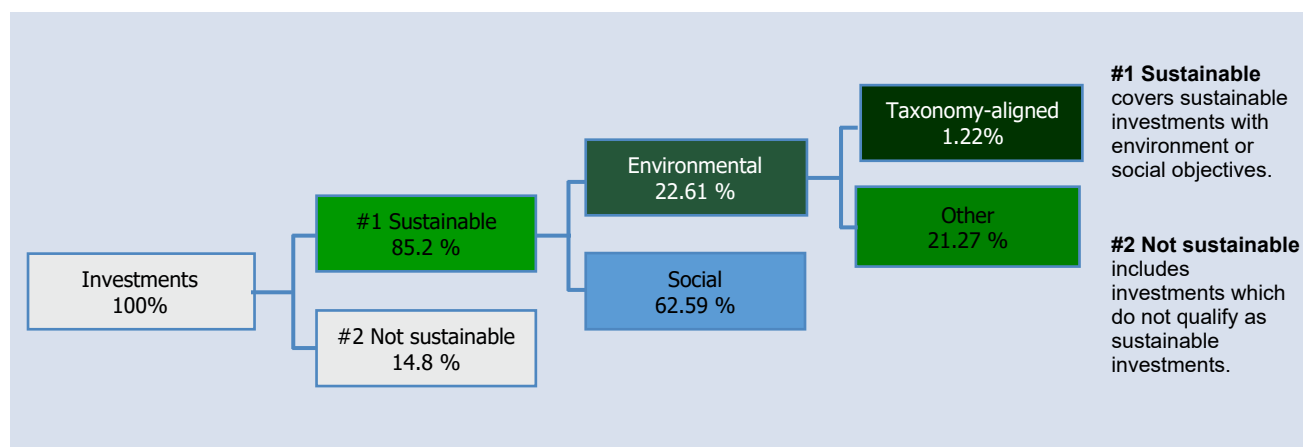 Investments
100%
#1 Sustainable
85.2 %
#2 Not sustainable
14.8 %
Environmental
22.61 %
Social
62.59 %
Taxonomy-aligned
1.22%
Other
21.27 %
#1 Sustainable
covers sustainable
investments with
environment or
social objectives.
#2 Not sustainable
includes
investments which
do not qualify as
sustainable
investments.